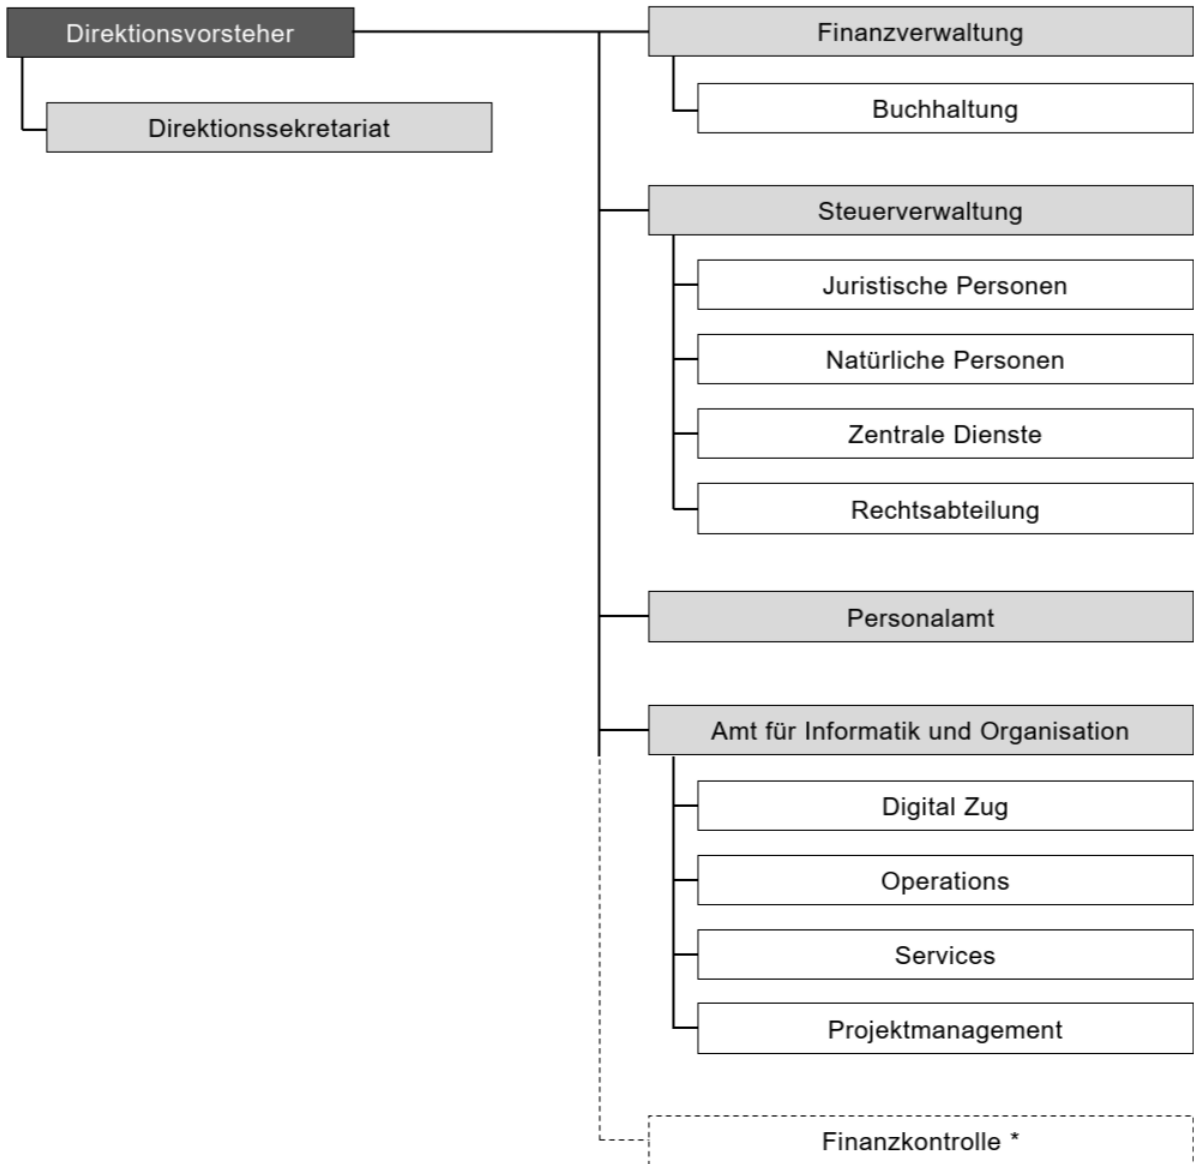 Direktionsvorsteher
Direktionssekretariat
Finanzverwaltung
Buchhaltung
Steuerverwaltung
Juristische Personen
Natürliche Personen
Zentrale Dienste
Rechtsabteilung
Personalamt
Amt für Informatik und Organisation
Digital Zug
Operations
Services
Projektmanagement
Finanzkontrolle *